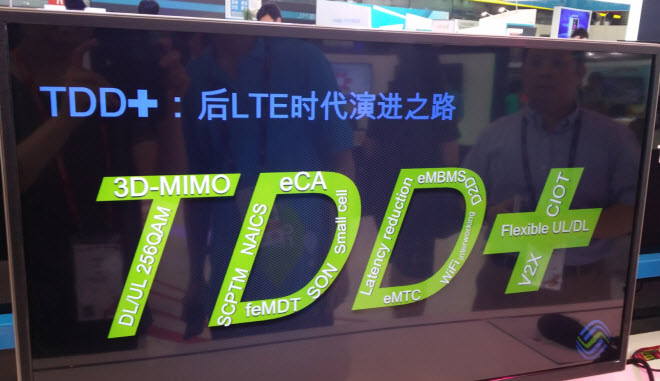 TDD+：后LTE时代演进之路
3D-MIMO
DL/UL 256QAM
eCA
SCPTM
NAICS
feMDT
SON
Small cell
eMBMS
Latency reduction
D2D
WiFi interworking
eMTC
CIOT
Flexible UL/DL
V2X